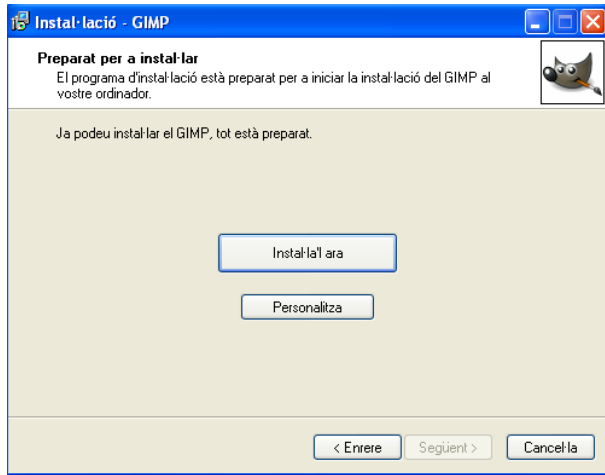 Instal·lació - GIMP
Preparat per a instal·lar
El programa d'instal·lació està preparat per a iniciar la instal·lació del GIMP al
vostre ordinador.
Ja podeu instal·lar el GIMP, tot està preparat.
Instal·la'l ara
Personalitza
< Enrere
Següent >
Cancel·la